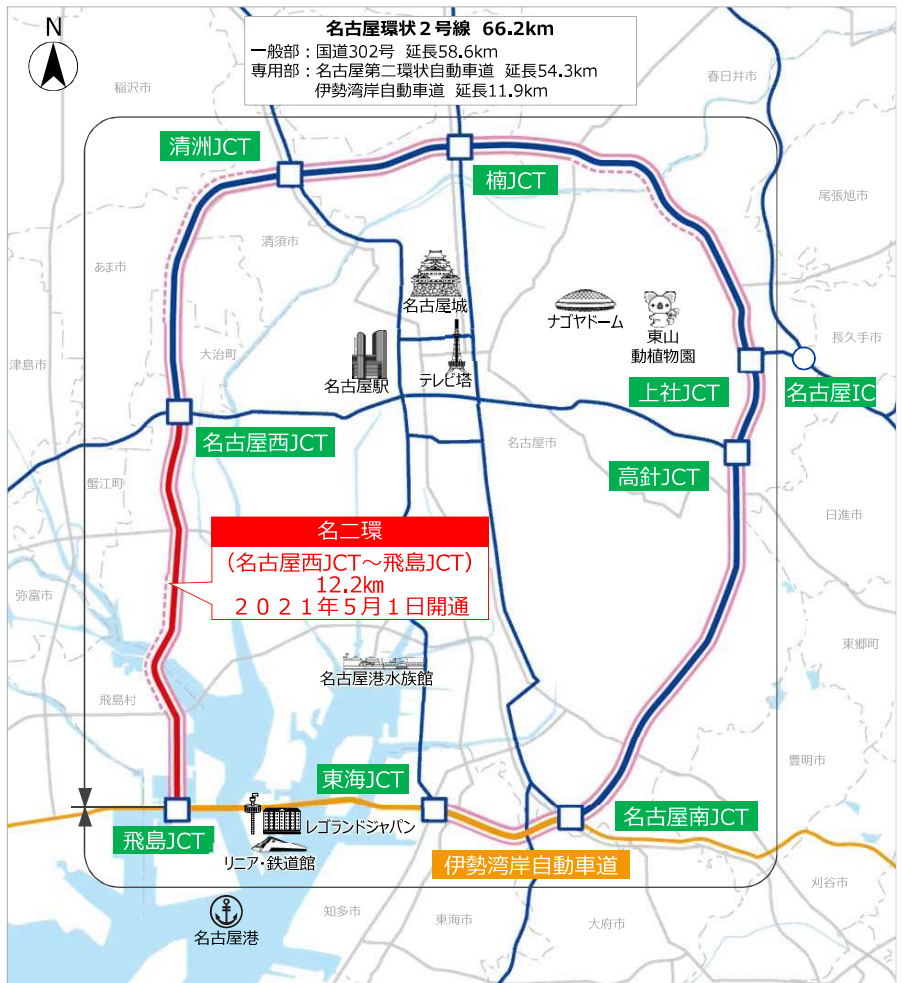 名古屋環状2号線 66.2km
一般部：国道302号 延長58.6km
専用部：名古屋第二環状自動車道 延長54.3km
伊勢湾岸自動車道 延長11.9km
N
稲沢市
春日井市
清洲JCT
楠JCT
尾張旭市
清須市
あま市
名古屋城
ナゴヤドーム
東山
動植物園
長久手市
津島市
大治町
名古屋駅
テレビ塔
上社JCT
名古屋IC
名古屋西JCT
名古屋市
高針JCT
蟹江町
日進市
名二環
（名古屋西JCT～飛島JCT）
12.2km
２０２１年５月１日開通
弥富市
東郷町
名古屋港水族館
飛島村
豊明市
東海JCT
飛島JCT
レゴランドジャパン
名古屋南JCT
リニア・鉄道館
伊勢湾岸自動車道
刈谷市
知多市
東海市
大府市
名古屋港